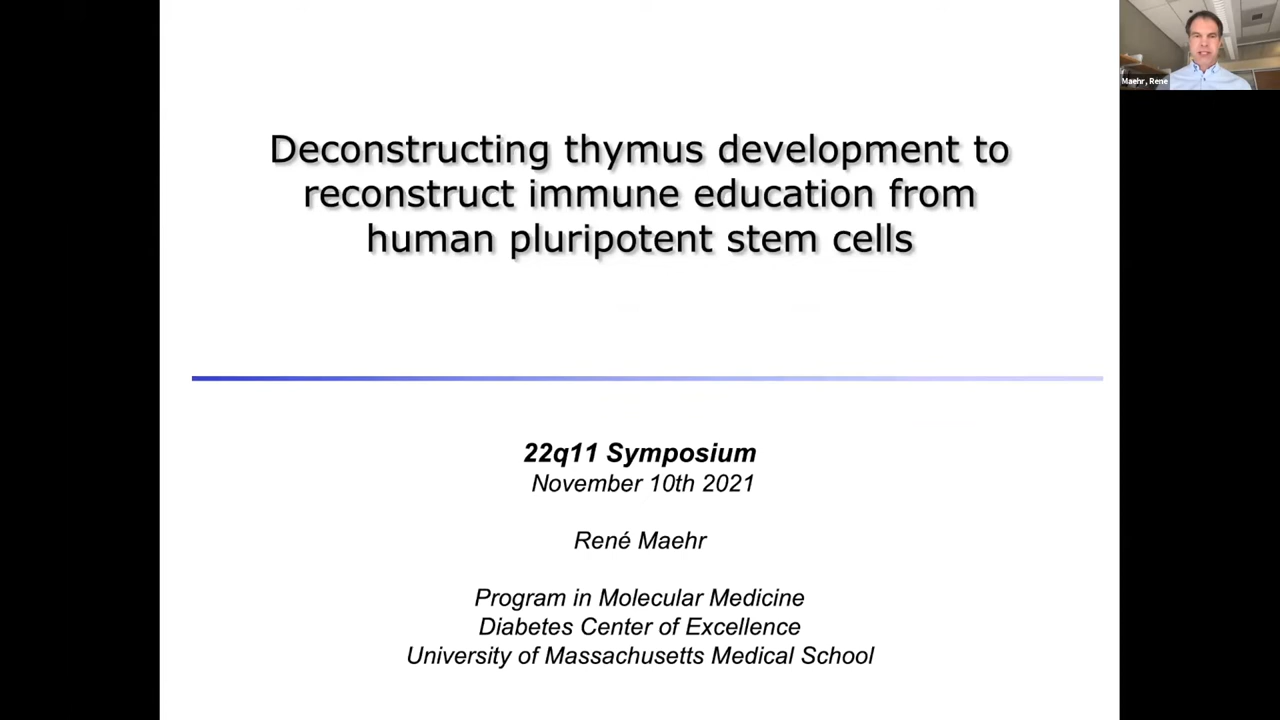 Maehr, Rene
Deconstructing thymus development to
reconstruct immune education from
human pluripotent stem cells
22q11 Symposium
November 10th 2021
René Maehr
Program in Molecular Medicine
Diabetes Center of Excellence
University of Massachusetts Medical School